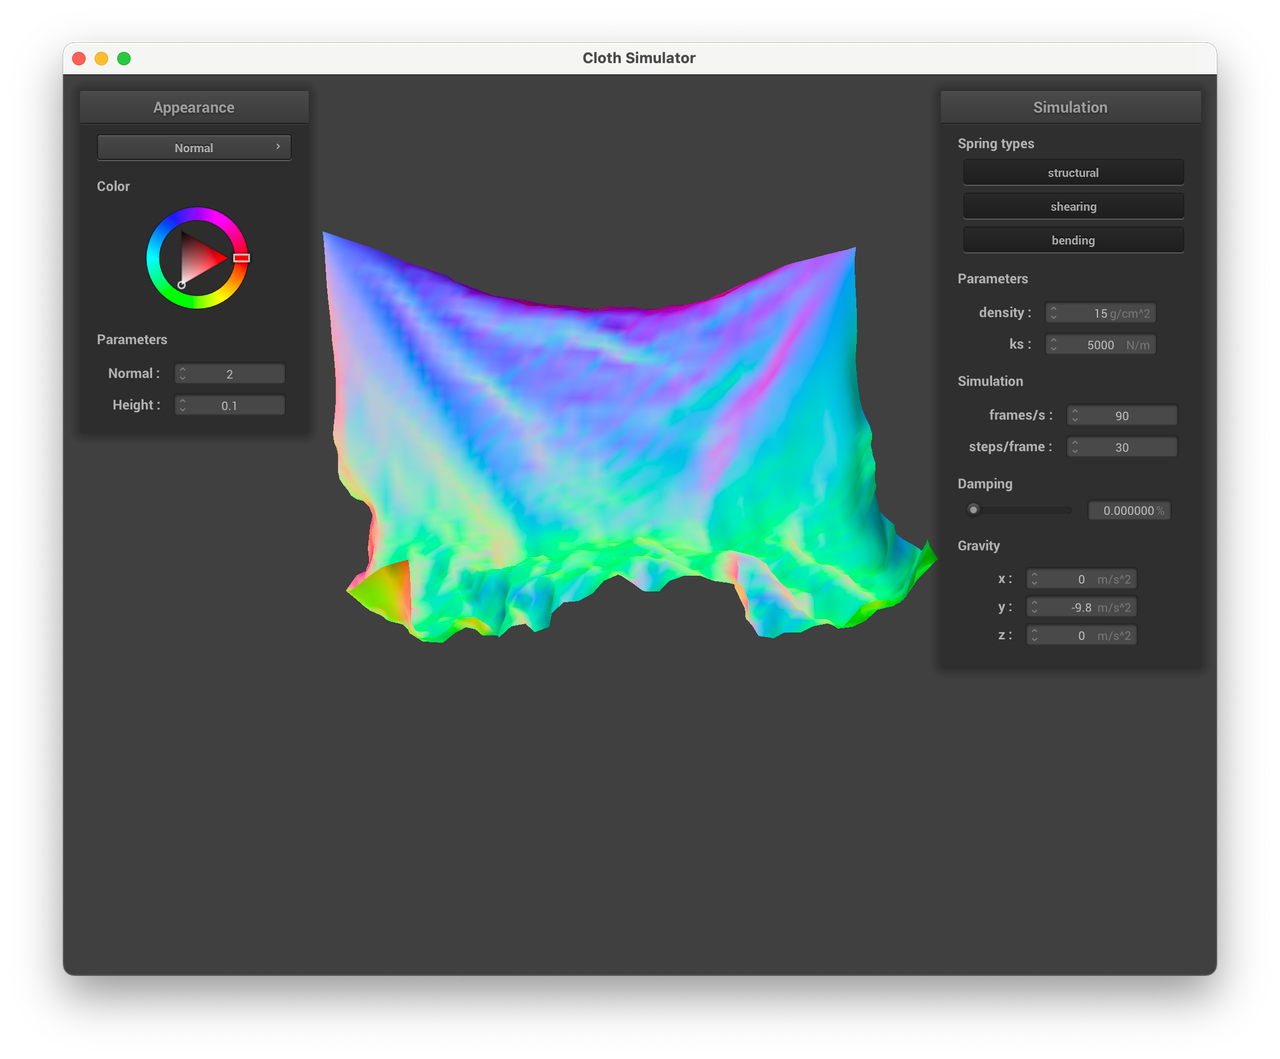 Cloth Simulator
Appearance
Normal
Color
Parameters
Normal : 2
Height : 0.1
Simulation
Spring types
structural
shearing
bending
Parameters
density : 15 g/cm^2
ks : 5000 N/m
Simulation
frames/s : 90
steps/frame : 30
Damping
0.000000 %
Gravity
x : 0 m/s^2
y : -9.8 m/s^2
z : 0 m/s^2